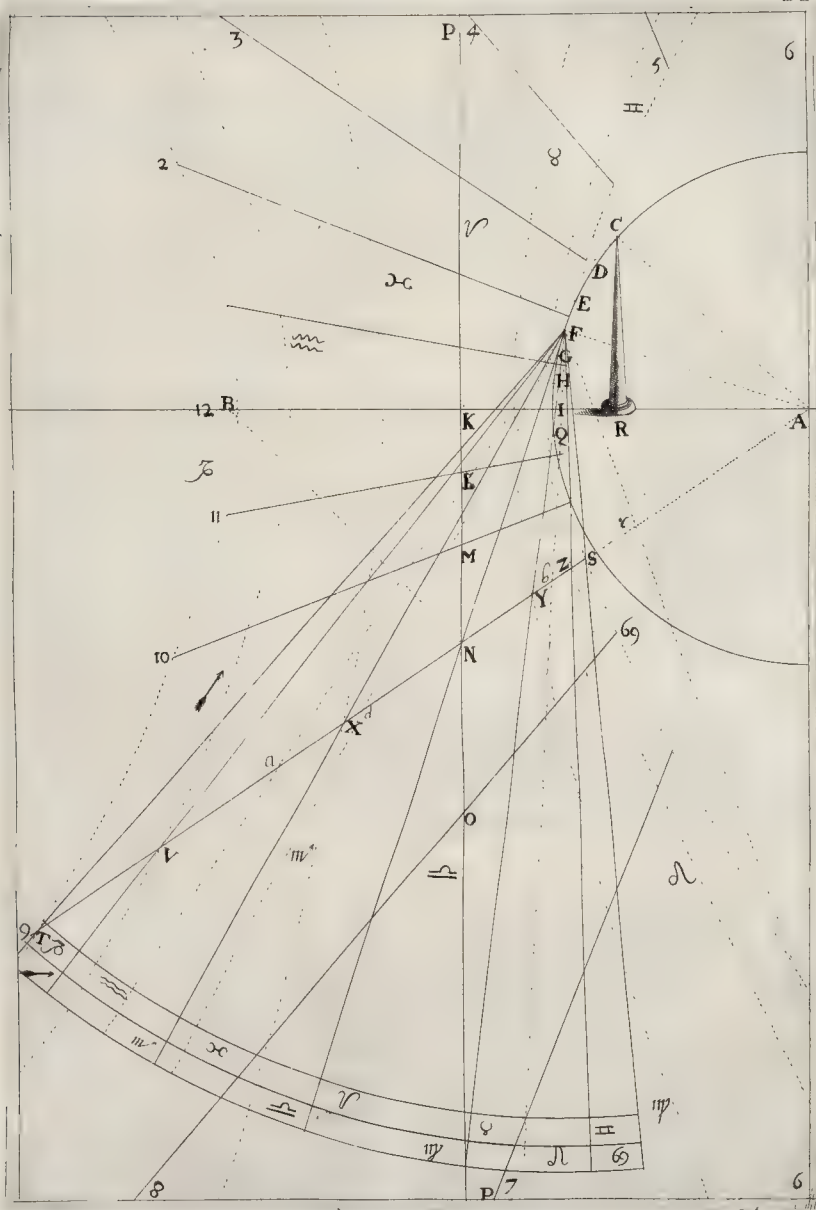 3
P 4
5
6
♊
2
♉
C
♈
D
♓
E
♒
F
G
H
12 B
K
I
R
A
Q
♑
L
11
M
Z
S
Y
10
N
♋
♐
X
d
a
V
O
♏
♎
♌
9
T ♑
♐
♒
♏
♓
♎
♈
♍
♉
♊
♍
♌
♋
8
P 7
6